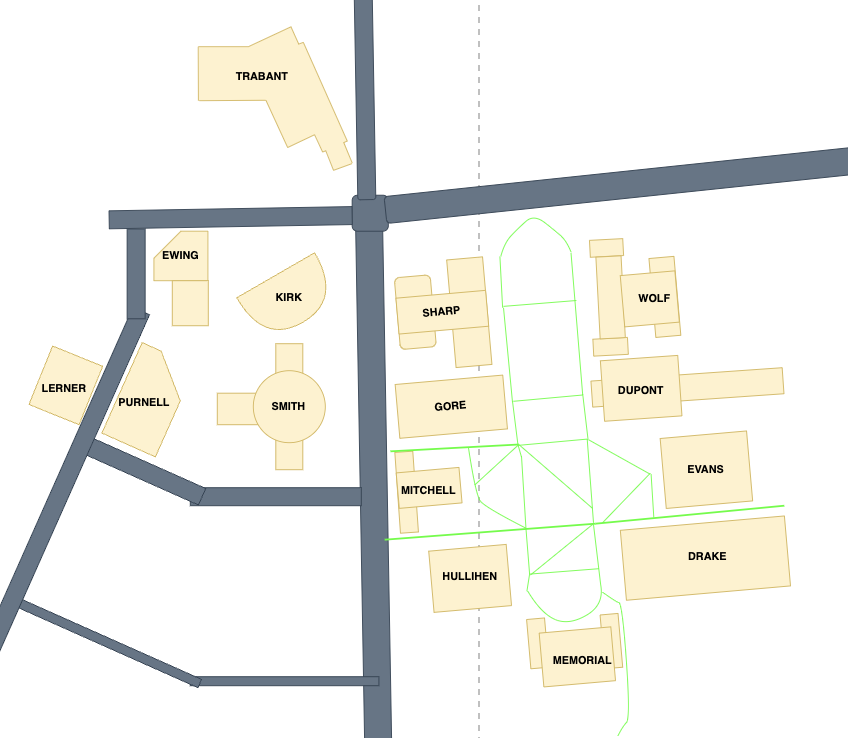 TRABANT
EWING
KIRK
SHARP
WOLF
LERNER
PURNELL
SMITH
GORE
DUPONT
MITCHELL
EVANS
HULLIHEN
DRAKE
MEMORIAL